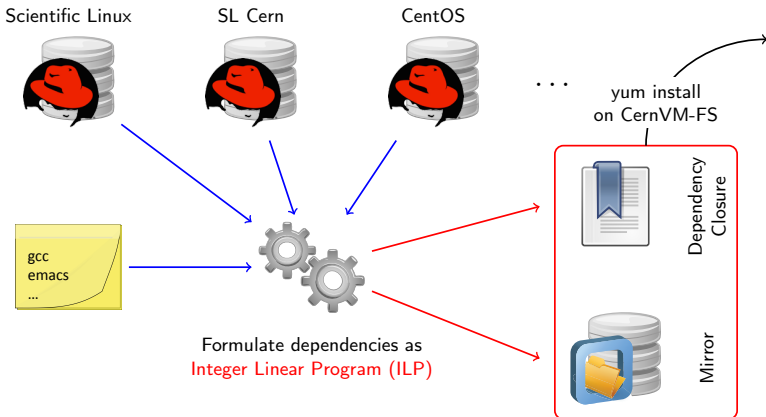 Scientific Linux
SL Cern
CentOS
...
yum install
on CernVM-FS
Dependency
Closure
gcc
emacs
...
Formulate dependencies as
Integer Linear Program (ILP)
Mirror